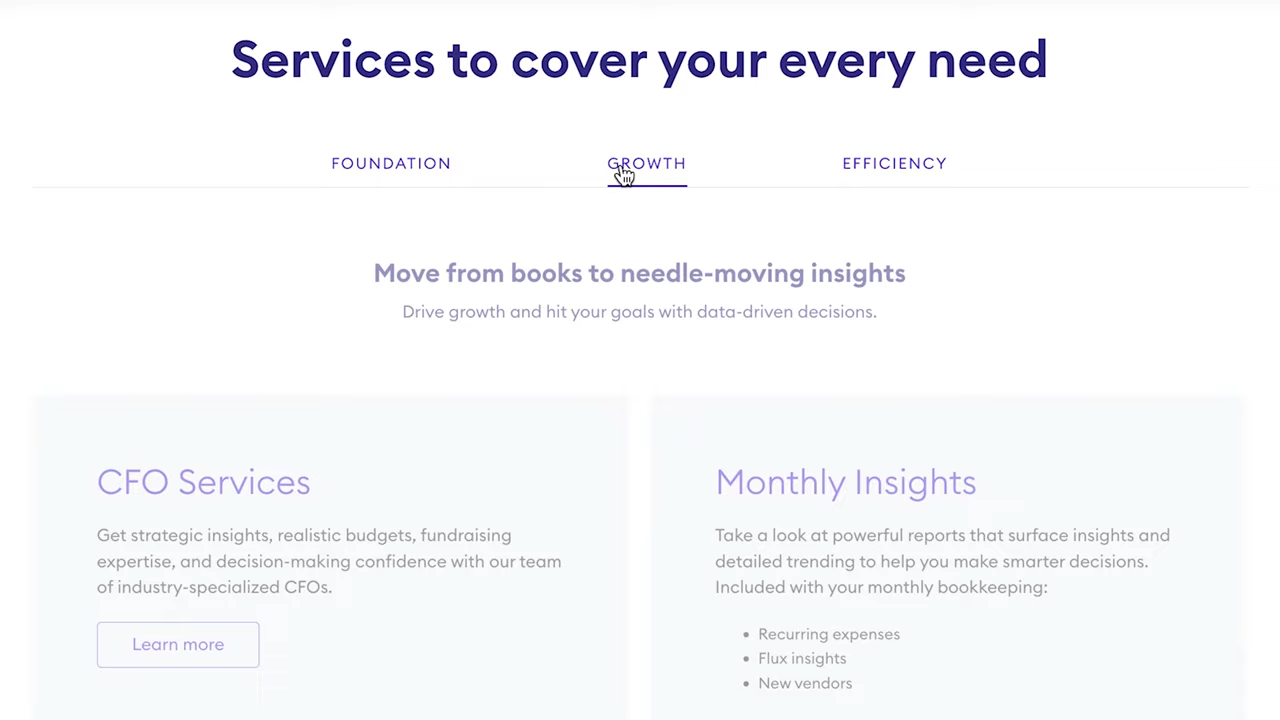 Services to cover your every need
FOUNDATION
GROWTH
EFFICIENCY
Move from books to needle-moving insights
Drive growth and hit your goals with data-driven decisions.
CFO Services
Get strategic insights, realistic budgets, fundraising
expertise, and decision-making confidence with our team
of industry-specialized CFOs.
Learn more
Monthly Insights
Take a look at powerful reports that surface insights and
detailed trending to help you make smarter decisions.
Included with your monthly bookkeeping:
• Recurring expenses
• Flux insights
• New vendors